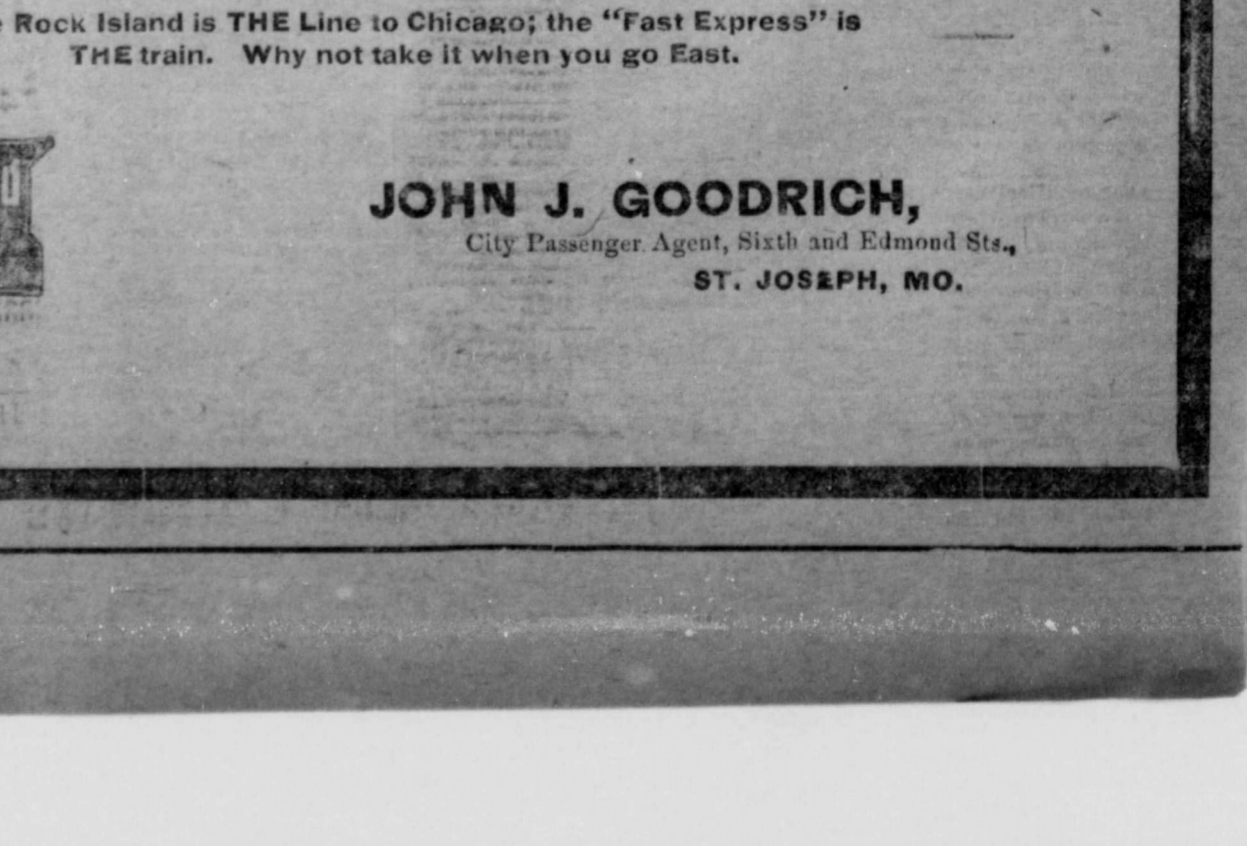 Rock Island is THE Line to Chicago; the “Fast Express” is
THE train. Why not take it when you go East.
JOHN J. GOODRICH,
City Passenger Agent, Sixth and Edmond Sts.,
ST. JOSEPH, MO.